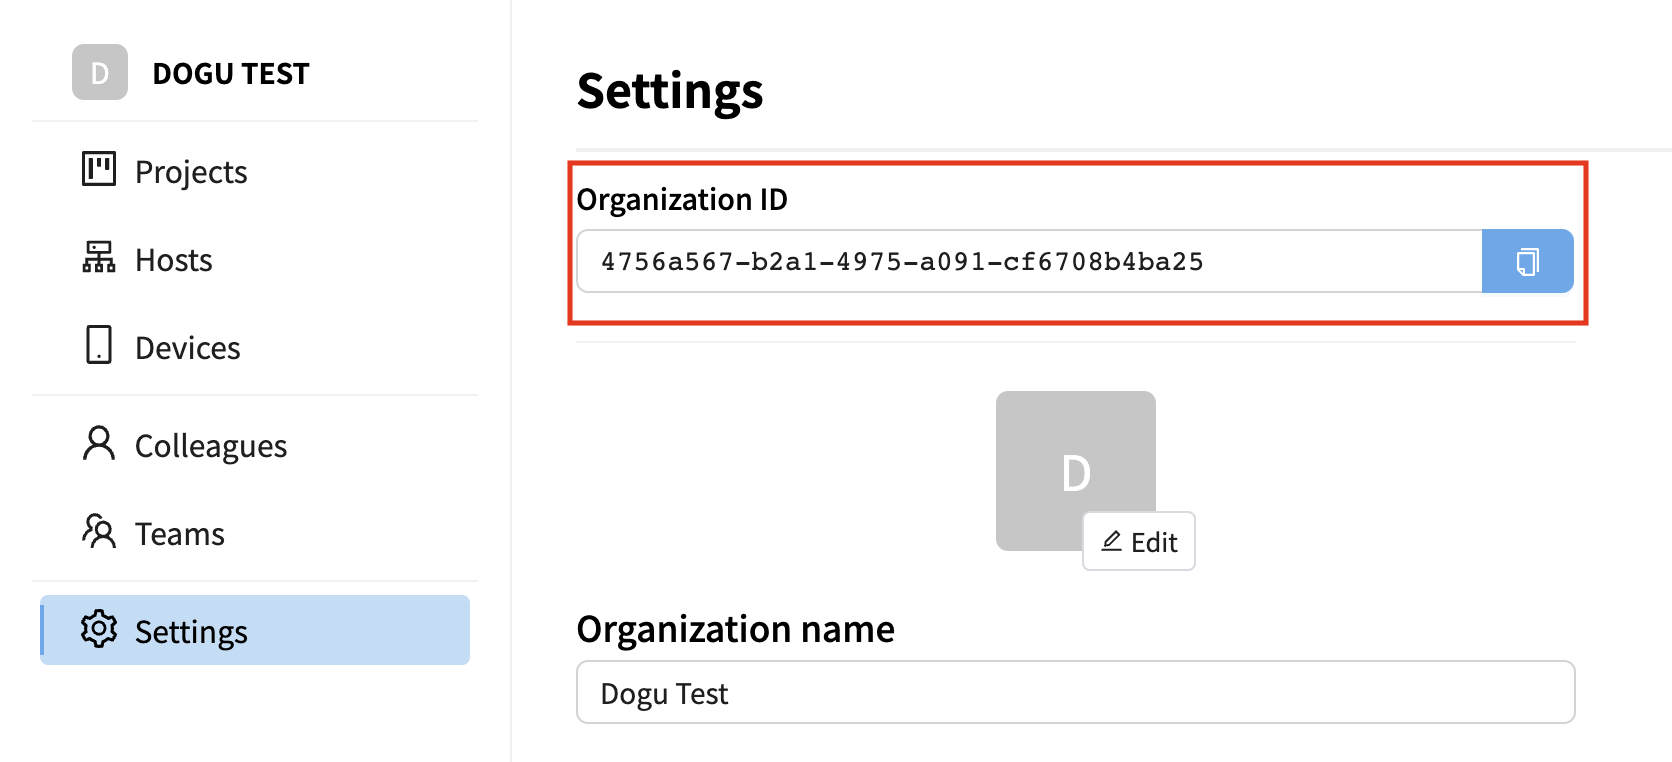 D DOGU TEST
Projects
Hosts
Devices
Colleagues
Teams
Settings
Settings
Organization ID
4756a567-b2a1-4975-a091-cf6708b4ba25
D
Edit
Organization name
Dogu Test